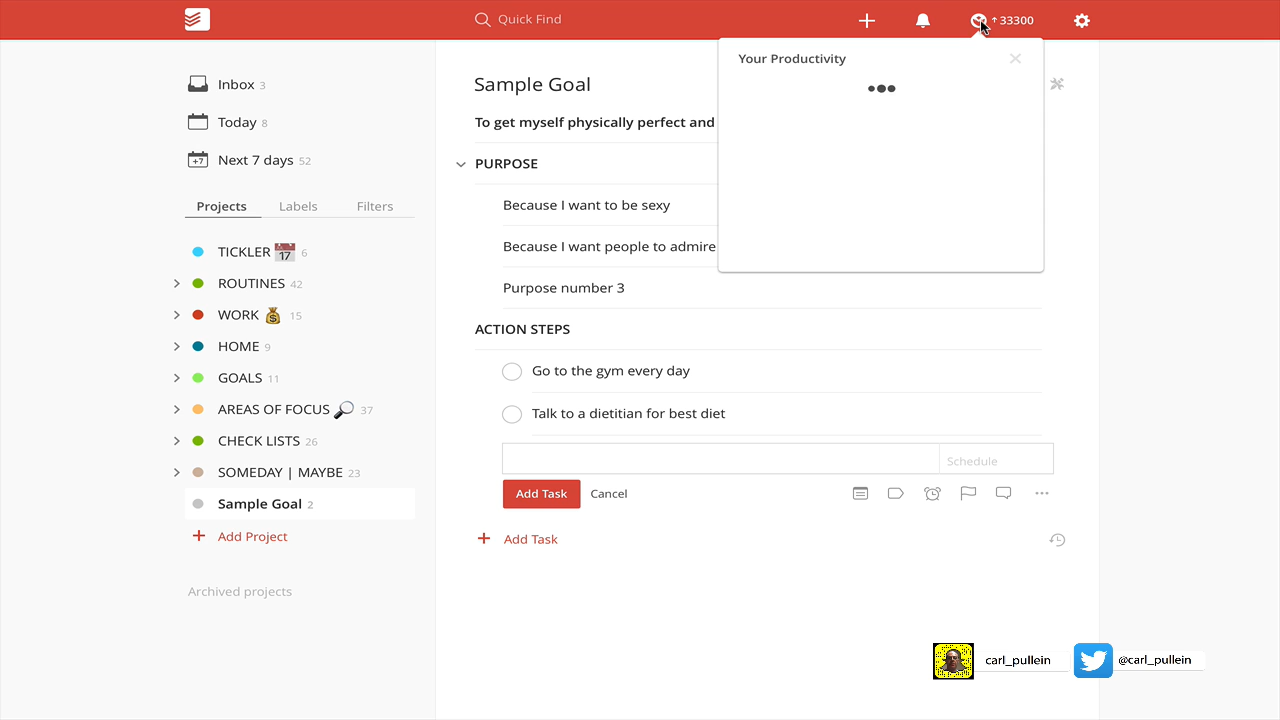 Quick Find
33300
Your Productivity
Inbox 3
Today 8
+7 Next 7 days 52
Projects Labels Filters
TICKLER 17 6
ROUTINES 42
WORK 15
HOME 9
GOALS 11
AREAS OF FOCUS 37
CHECK LISTS 26
SOMEDAY | MAYBE 23
Sample Goal 2
Add Project
Archived projects
Sample Goal
To get myself physically perfect and
PURPOSE
Because I want to be sexy
Because I want people to admire
Purpose number 3
ACTION STEPS
Go to the gym every day
Talk to a dietitian for best diet
Schedule
Add Task Cancel
Add Task
carl_pullein @carl_pullein